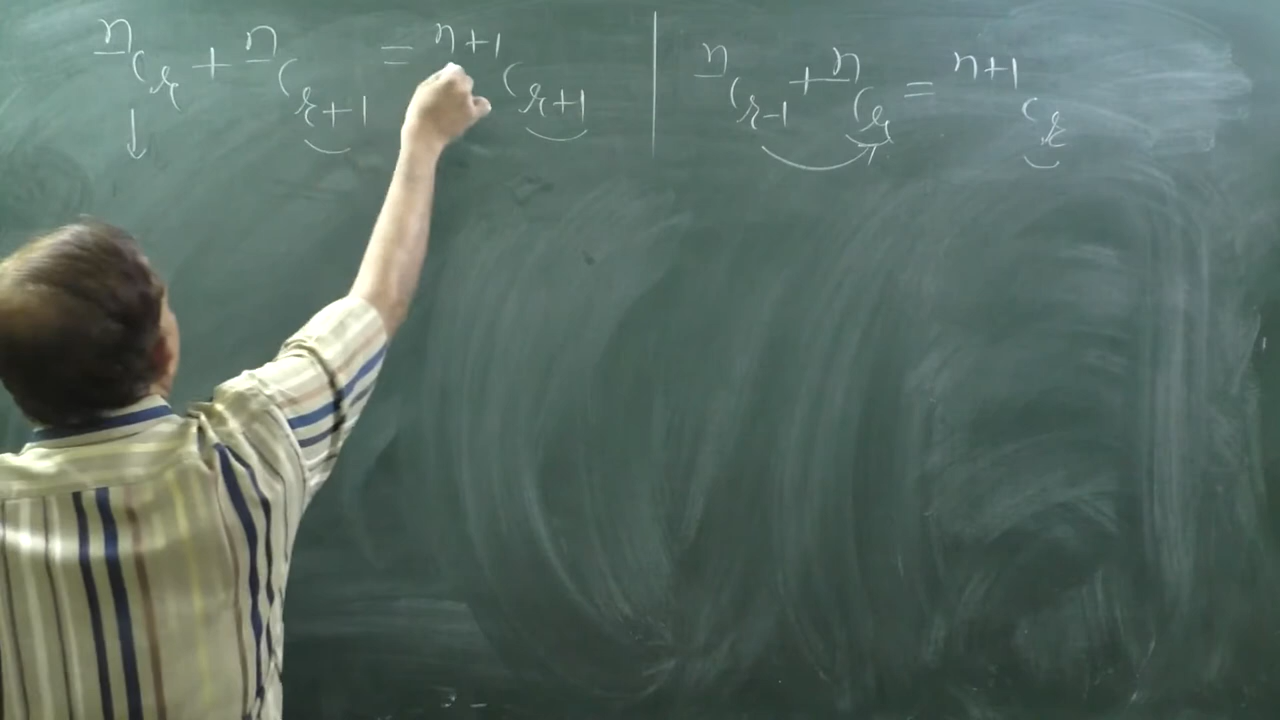 ⁿCᵣ + ⁿCᵣ₊₁ = ⁿ⁺¹Cᵣ₊₁
ⁿCᵣ₋₁ + ⁿCᵣ = ⁿ⁺¹Cᵣ